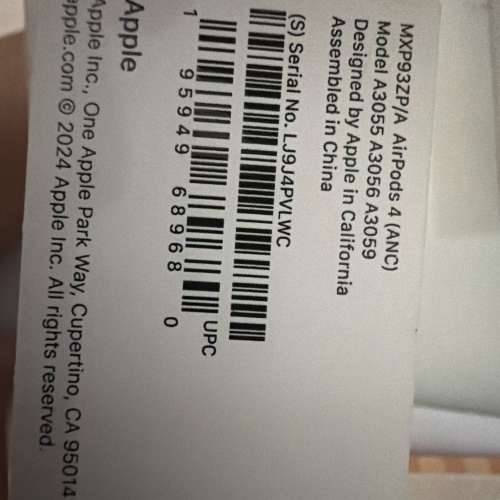 MXP93ZP/A AirPods 4 (ANC)
Model A3055 A3056 A3059
Designed by Apple in California
Assembled in China
(S) Serial No. LJ9J4PVLWC
UPC
1 95949 68968 0
Apple
Apple Inc., One Apple Park Way, Cupertino, CA 95014
apple.com © 2024 Apple Inc. All rights reserved.